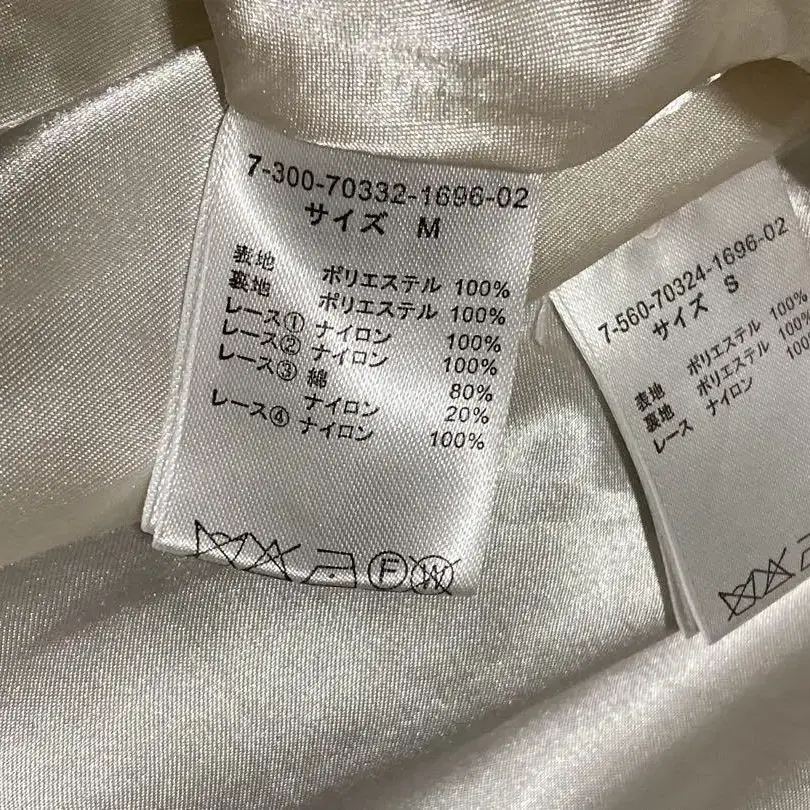 7-300-70332-1696-02
サイズ M
表地 ポリエステル 100%
裏地 ポリエステル 100%
レース① ナイロン 100%
レース② ナイロン 100%
レース③ 綿 80%
ナイロン 20%
レース④ ナイロン 100%
F W
7-560-70324-1696-02
サイズ S
表地 ポリエステル 100%
裏地 ポリエステル 100%
レース ナイロン 100